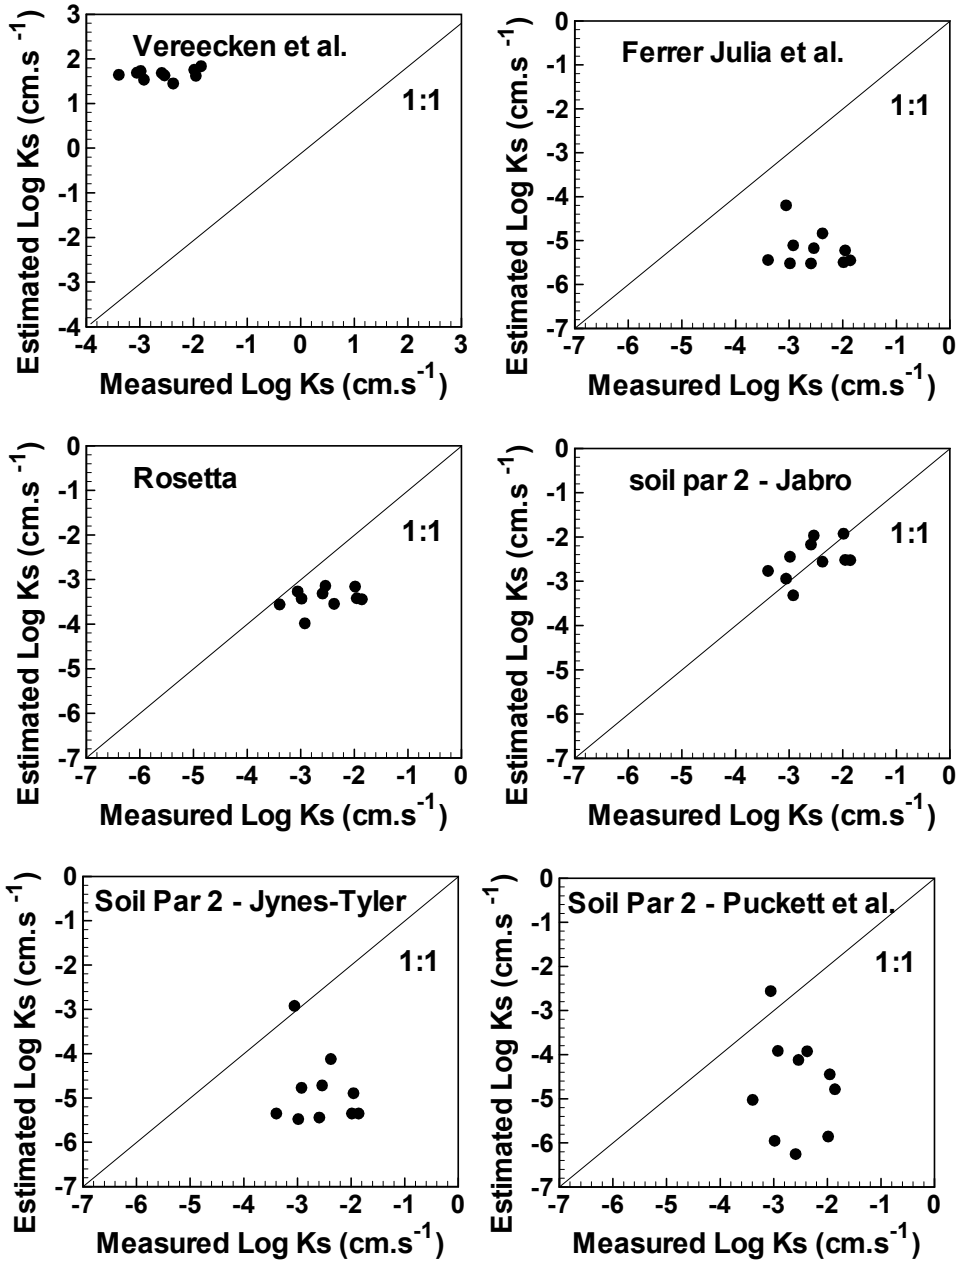 Vereecken et al.
1:1
Estimated Log Ks (cm.s⁻¹)
3
2
1
0
-1
-2
-3
-4
-4 -3 -2 -1 0 1 2 3
Measured Log Ks (cm.s⁻¹)
Ferrer Julia et al.
1:1
Estimated Log Ks (cm.s⁻¹)
0
-1
-2
-3
-4
-5
-6
-7
-7 -6 -5 -4 -3 -2 -1 0
Measured Log Ks (cm.s⁻¹)
Rosetta
1:1
Estimated Log Ks (cm.s⁻¹)
0
-1
-2
-3
-4
-5
-6
-7
-7 -6 -5 -4 -3 -2 -1 0
Measured Log Ks (cm.s⁻¹)
soil par 2 - Jabro
1:1
Estimated Log Ks (cm.s⁻¹)
0
-1
-2
-3
-4
-5
-6
-7
-7 -6 -5 -4 -3 -2 -1 0
Measured Log Ks (cm.s⁻¹)
Soil Par 2 - Jynes-Tyler
1:1
Estimated Log Ks (cm.s⁻¹)
0
-1
-2
-3
-4
-5
-6
-7
-7 -6 -5 -4 -3 -2 -1 0
Measured Log Ks (cm.s⁻¹)
Soil Par 2 - Puckett et al.
1:1
Estimated Log Ks (cm.s⁻¹)
0
-1
-2
-3
-4
-5
-6
-7
-7 -6 -5 -4 -3 -2 -1 0
Measured Log Ks (cm.s⁻¹)